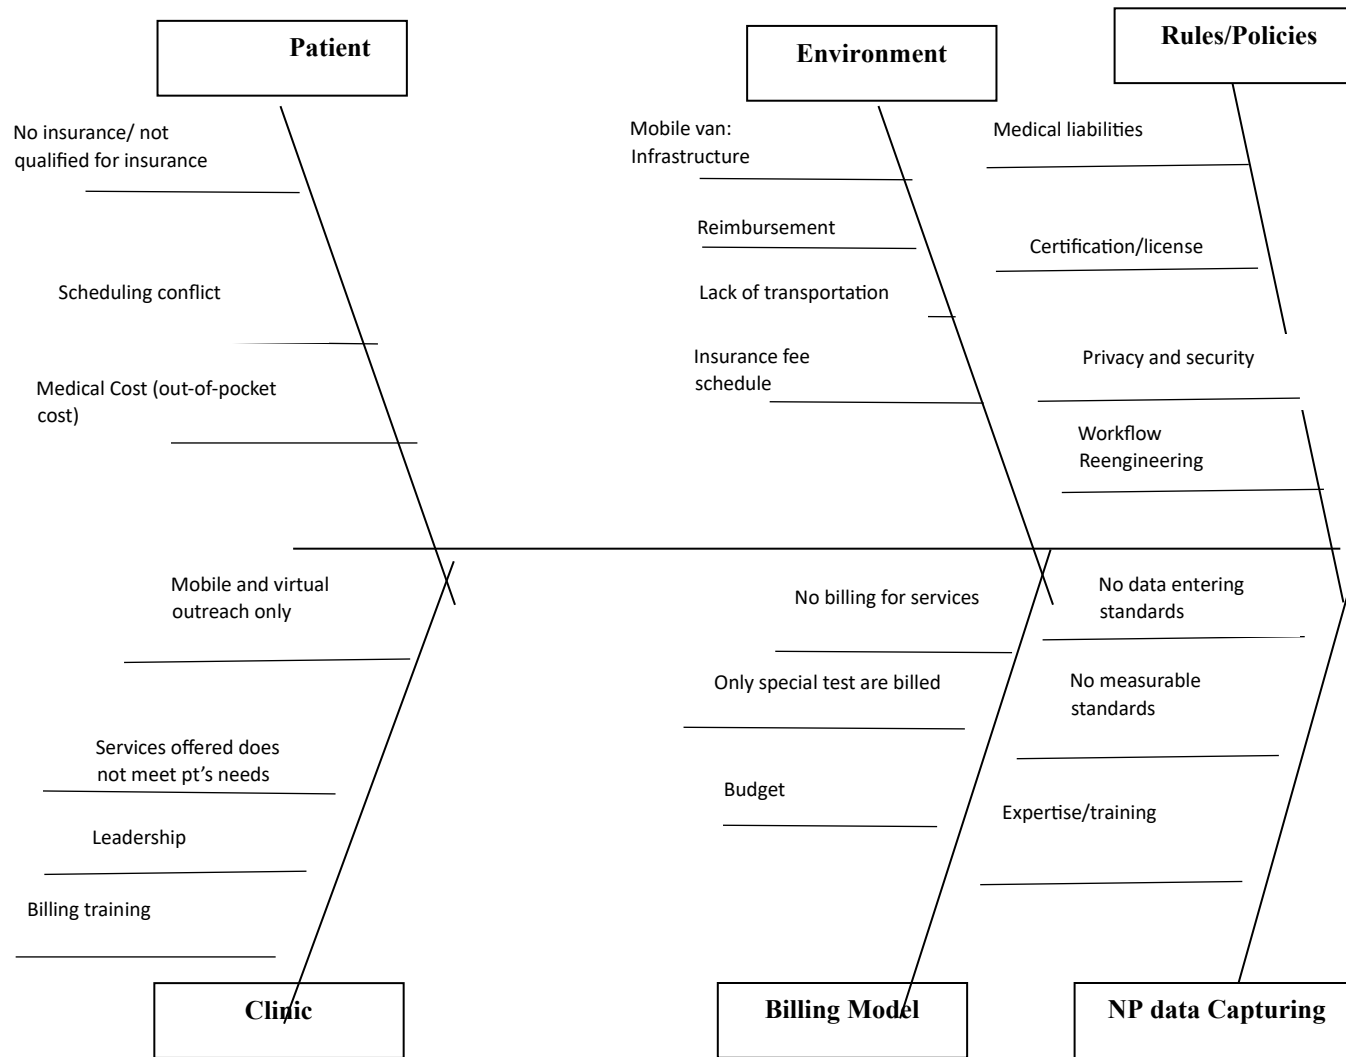 Patient
Environment
Rules/Policies
No insurance/ not
qualified for insurance
Scheduling conflict
Medical Cost (out-of-pocket
cost)
Mobile van:
Infrastructure
Reimbursement
Lack of transportation
Insurance fee
schedule
Medical liabilities
Certification/license
Privacy and security
Workflow
Reengineering
Mobile and virtual
outreach only
Services offered does
not meet pt’s needs
Leadership
Billing training
No billing for services
Only special test are billed
Budget
No data entering
standards
No measurable
standards
Expertise/training
Clinic
Billing Model
NP data Capturing